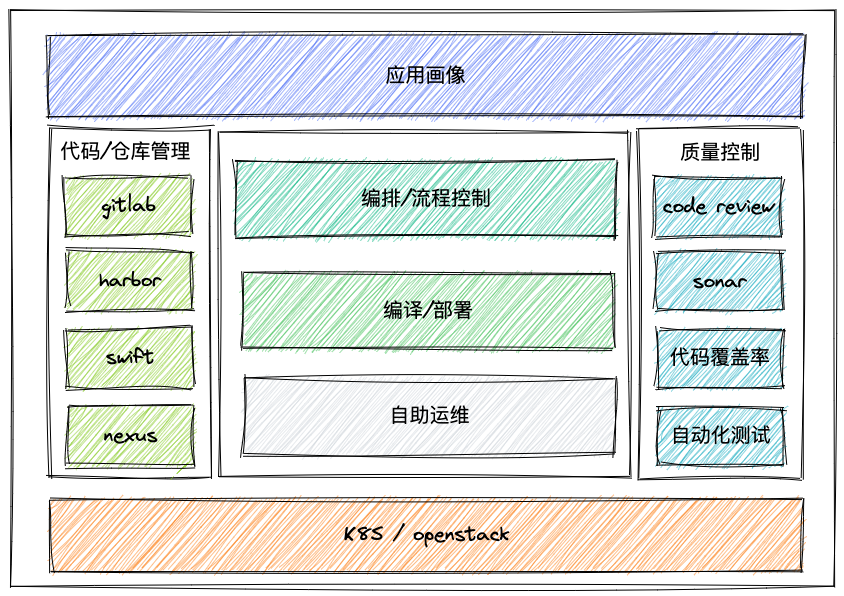 应用画像
代码/仓库管理
gitlab
harbor
swift
nexus
编排/流程控制
编译/部署
自助运维
质量控制
code review
sonar
代码覆盖率
自动化测试
K8S / openstack